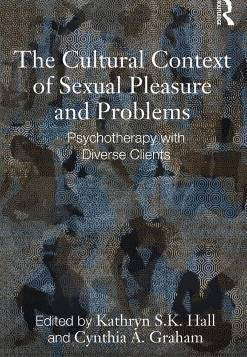 Routledge
The Cultural Context
of Sexual Pleasure
and Problems
Psychotherapy with
Diverse Clients
Edited by Kathryn S.K. Hall
and Cynthia A. Graham